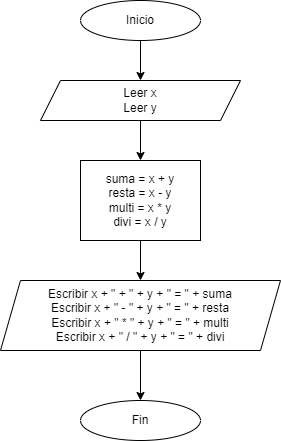 Inicio
Leer x
Leer y
suma = x + y
resta = x - y
multi = x * y
divi = x / y
Escribir x + " + " + y + " = " + suma
Escribir x + " - " + y + " = " + resta
Escribir x + " * " + y + " = " + multi
Escribir x + " / " + y + " = " + divi
Fin